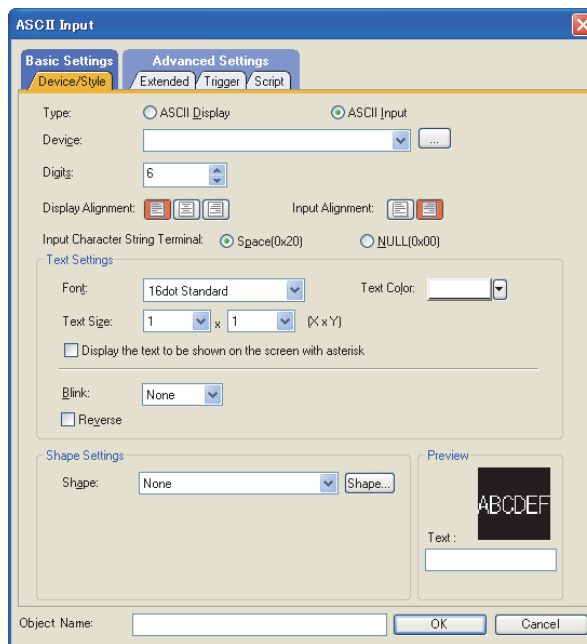 ASCII Input
Basic Settings Advanced Settings
Device/Style Extended Trigger Script
Type: ASCII Display ASCII Input
Device: ...
Digits: 6
Display Alignment: Input Alignment:
Input Character String Terminal: Space(0x20) NULL(0x00)
Text Settings
Font: 16dot Standard Text Color:
Text Size: 1 x 1 (X x Y)
Display the text to be shown on the screen with asterisk
Blink: None
Reverse
Shape Settings Preview
Shape: None Shape...
ABCDEF
Text :
Object Name: OK Cancel